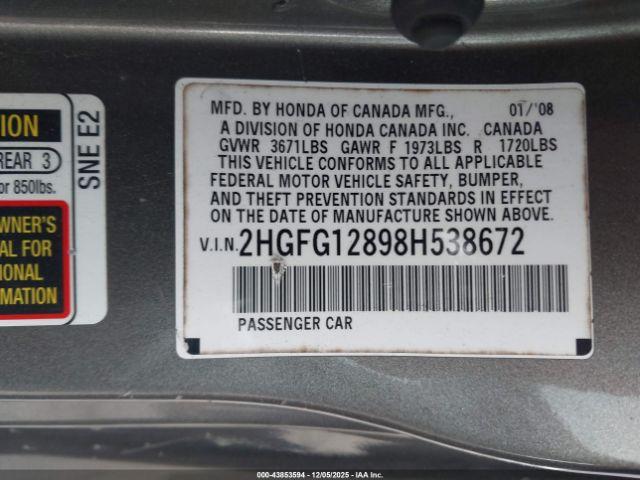 ION
REAR 3
or 850lbs.
WNER'S
AL FOR
IONAL
RMATION
SNE E2
MFD. BY HONDA OF CANADA MFG., 01/'08
A DIVISION OF HONDA CANADA INC. CANADA
GVWR 3671LBS GAWR F 1973LBS R 1720LBS
THIS VEHICLE CONFORMS TO ALL APPLICABLE
FEDERAL MOTOR VEHICLE SAFETY, BUMPER,
AND THEFT PREVENTION STANDARDS IN EFFECT
ON THE DATE OF MANUFACTURE SHOWN ABOVE.
V.I.N. 2HGFG12898H538672
PASSENGER CAR
000-43853594 - 12/05/2025 - IAA Inc.